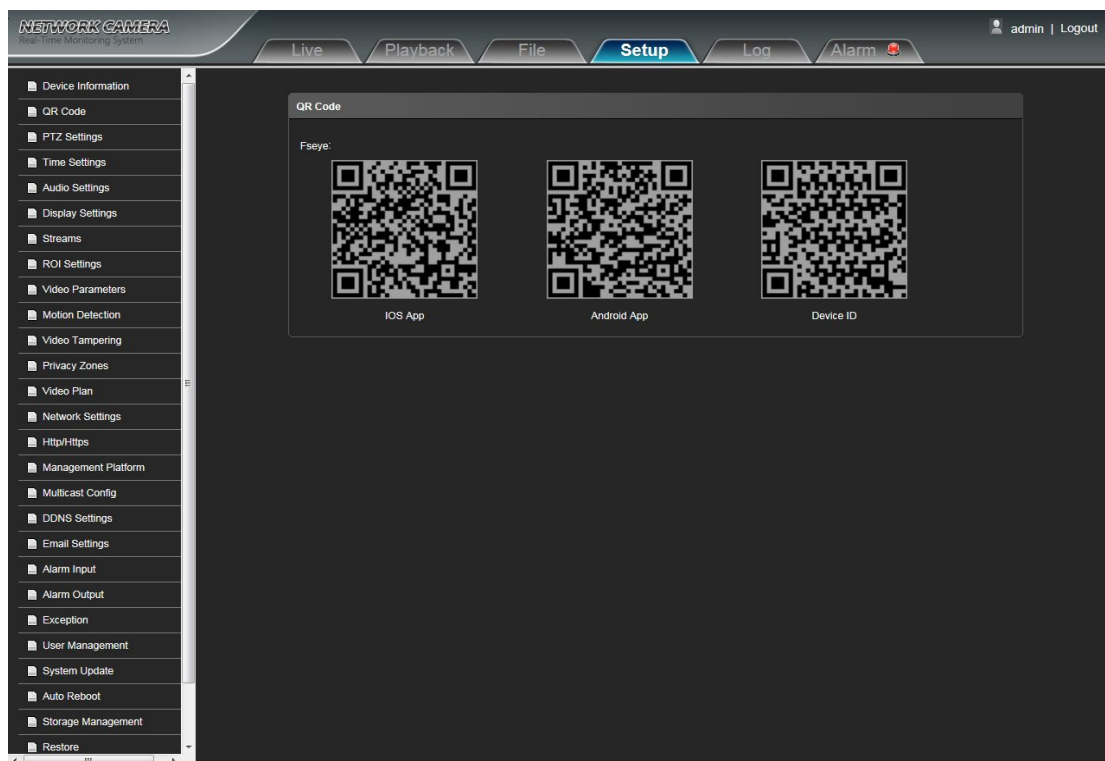 NETWORK CAMERA
Real-Time Monitoring System
admin | Logout
Live Playback File Setup Log Alarm
Device Information
QR Code
PTZ Settings
Time Settings
Audio Settings
Display Settings
Streams
ROI Settings
Video Parameters
Motion Detection
Video Tampering
Privacy Zones
Video Plan
Network Settings
Http/Https
Management Platform
Multicast Config
DDNS Settings
Email Settings
Alarm Input
Alarm Output
Exception
User Management
System Update
Auto Reboot
Storage Management
Restore
QR Code
Fseye:
IOS App Android App Device ID